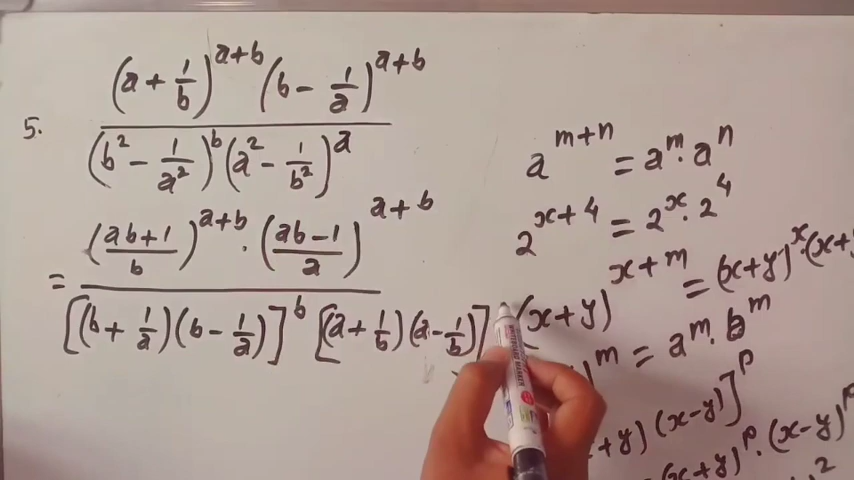 5. (a + 1/b)^(a+b) (b - 1/a)^(a+b)
(b² - 1/a²)^b (a² - 1/b²)^a
= ((ab+1)/b)^(a+b) · ((ab-1)/a)^(a+b)
[(b + 1/a)(b - 1/a)]^b [(a + 1/b)(a - 1/b)]
a^(m+n) = a^m · a^n
2^(x+4) = 2^x · 2^4
(x+y)^(x+m) = (x+y)^x · (x+y
m = a^m · b^m
+y)(x-y)]^p
(x+y)^p · (x-y)^p
2